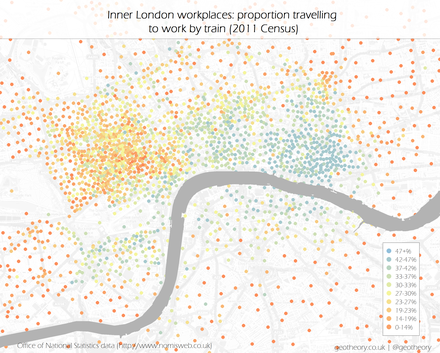 Inner London workplaces: proportion travelling
to work by train (2011 Census)
47+%
42-47%
37-42%
33-37%
30-33%
27-30%
23-27%
19-23%
14-19%
0-14%
Office of National Statistics data [http://www.nomisweb.co.uk]
geotheory.co.uk | @geotheory